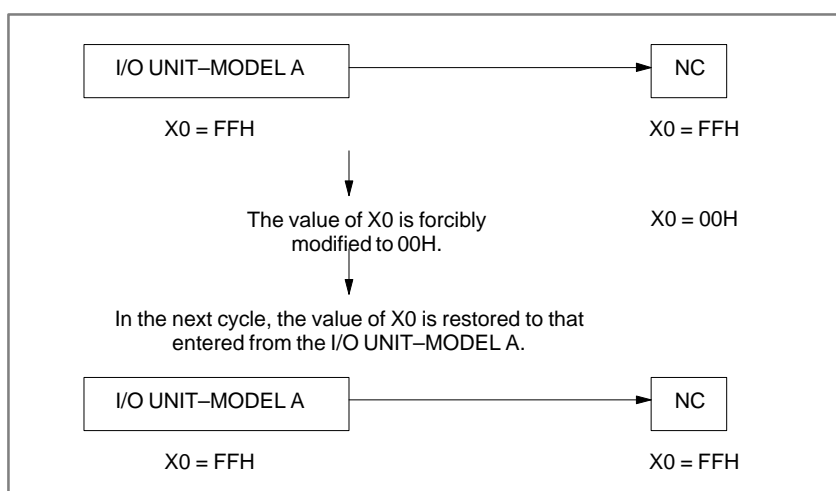 I/O UNIT–MODEL A
NC
X0 = FFH
X0 = FFH
The value of X0 is forcibly
modified to 00H.
X0 = 00H
In the next cycle, the value of X0 is restored to that
entered from the I/O UNIT–MODEL A.
I/O UNIT–MODEL A
NC
X0 = FFH
X0 = FFH